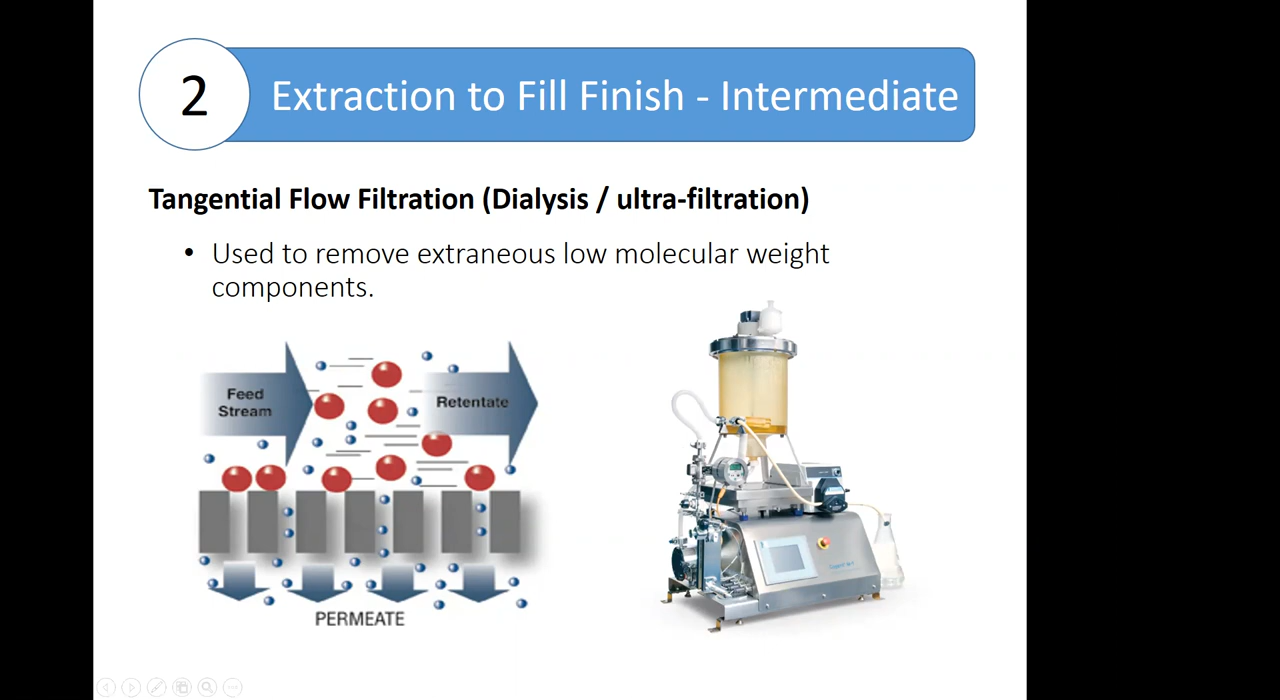 2
Extraction to Fill Finish - Intermediate
Tangential Flow Filtration (Dialysis / ultra-filtration)
• Used to remove extraneous low molecular weight
components.
Feed
Stream
Retentate
PERMEATE